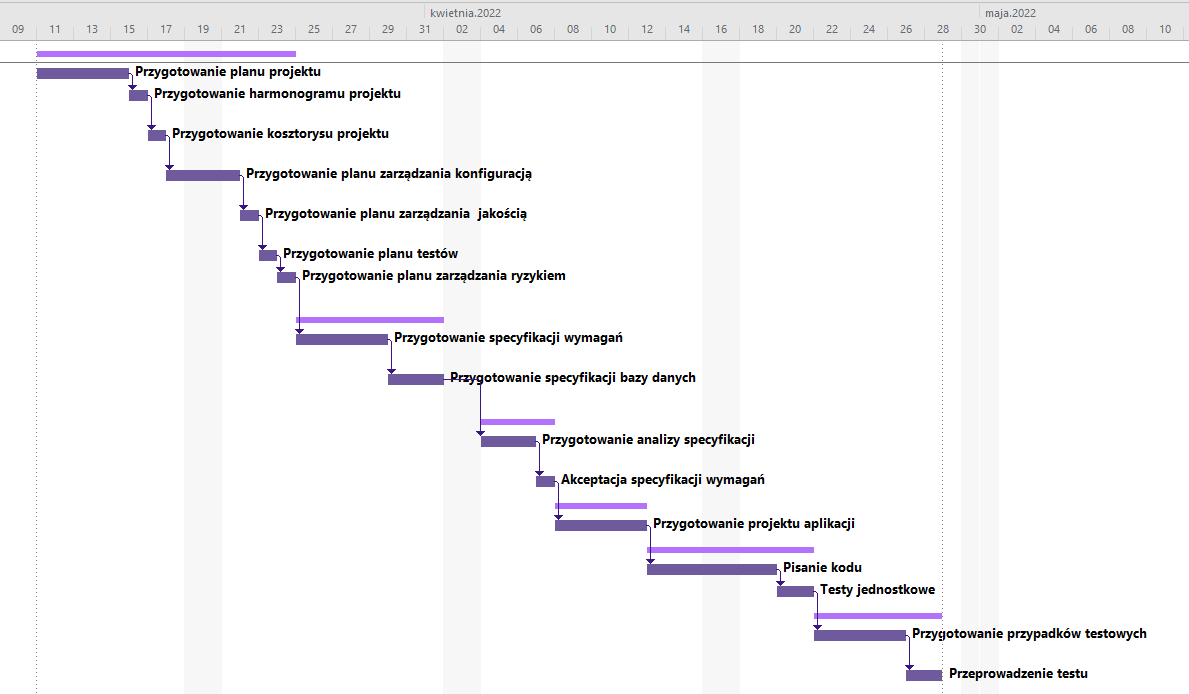 kwietnia.2022 maja.2022
09 11 13 15 17 19 21 23 25 27 29 31 02 04 06 08 10 12 14 16 18 20 22 24 26 28 30 02 04 06 08 10
Przygotowanie planu projektu
Przygotowanie harmonogramu projektu
Przygotowanie kosztorysu projektu
Przygotowanie planu zarządzania konfiguracją
Przygotowanie planu zarządzania  jakością
Przygotowanie planu testów
Przygotowanie planu zarządzania ryzykiem
Przygotowanie specyfikacji wymagań
Przygotowanie specyfikacji bazy danych
Przygotowanie analizy specyfikacji
Akceptacja specyfikacji wymagań
Przygotowanie projektu aplikacji
Pisanie kodu
Testy jednostkowe
Przygotowanie przypadków testowych
Przeprowadzenie testu